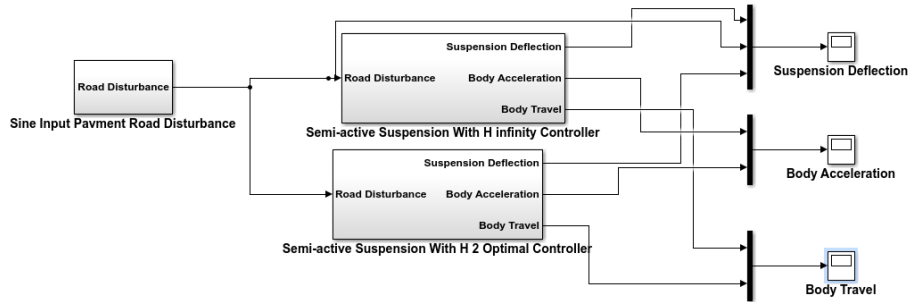 Suspension Deflection
Road Disturbance
Body Acceleration
Body Travel
Semi-active Suspension With H infinity Controller
Road Disturbance
Sine Input Pavment Road Disturbance
Suspension Deflection
Road Disturbance
Body Acceleration
Body Travel
Semi-active Suspension With H 2 Optimal Controller
Suspension Deflection
Body Acceleration
Body Travel